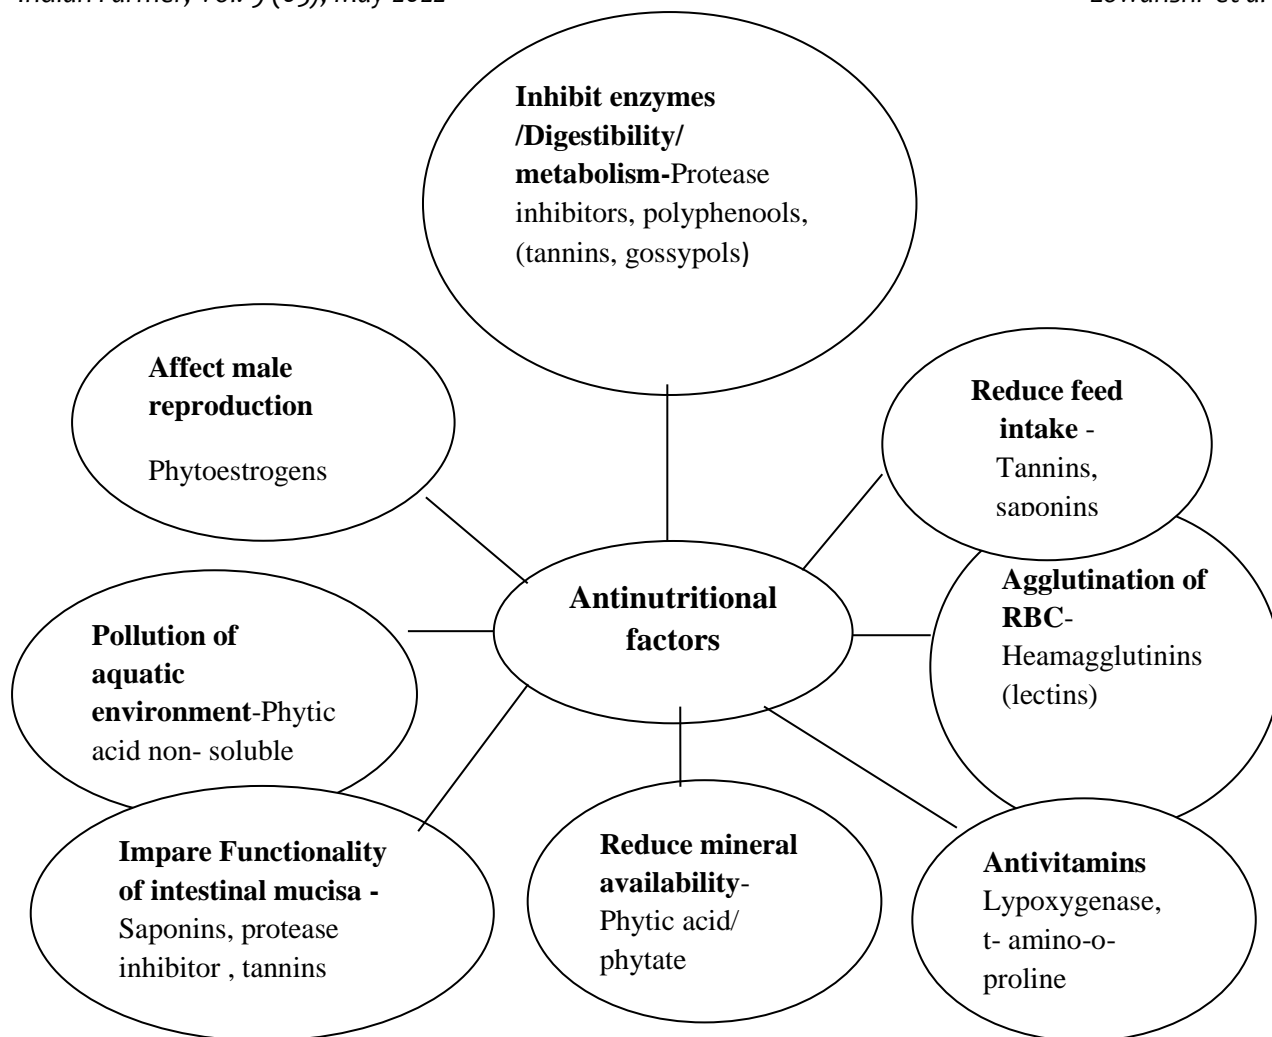 Inhibit enzymes
/Digestibility/
metabolism-Protease
inhibitors, polyphenools,
(tannins, gossypols)
Affect male
reproduction
Phytoestrogens
Reduce feed
intake -
Tannins,
saponins
Antinutritional
factors
Agglutination of
RBC-
Heamagglutinins
(lectins)
Pollution of
aquatic
environment-Phytic
acid non- soluble
Impare Functionality
of intestinal mucisa -
Saponins, protease
inhibitor , tannins
Reduce mineral
availability-
Phytic acid/
phytate
Antivitamins
Lypoxygenase,
t- amino-o-
proline